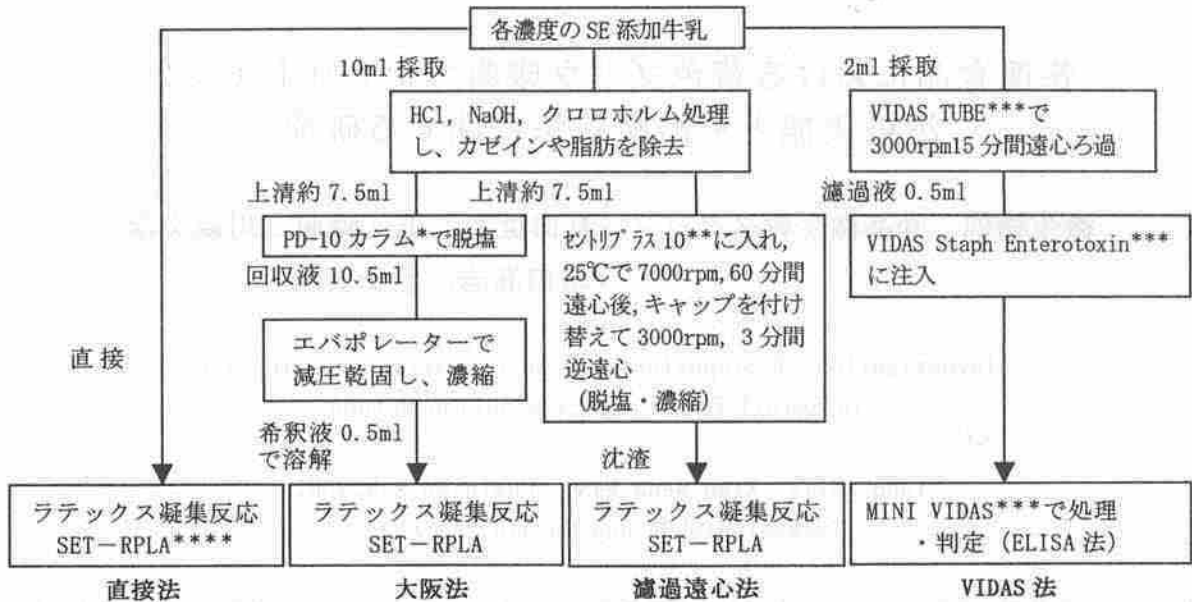 各濃度の SE 添加牛乳
10ml 採取
2ml 採取
HCl, NaOH, クロロホルム処理
し、カゼインや脂肪を除去
VIDAS TUBE***で
3000rpm15 分間遠心ろ過
上清約 7.5ml
上清約 7.5ml
濾過液 0.5ml
PD-10 カラム*で脱塩
回収液 10.5ml
セントリプラス 10**に入れ,
25℃で 7000rpm, 60 分間
遠心後, キャップを付け
替えて 3000rpm, 3 分間
逆遠心
(脱塩・濃縮)
VIDAS Staph Enterotoxin***
に注入
直接
エバポレーターで
減圧乾固し、濃縮
希釈液 0.5ml
で溶解
沈渣
ラテックス凝集反応
SET－RPLA****
ラテックス凝集反応
SET－RPLA
ラテックス凝集反応
SET－RPLA
MINI VIDAS***で処理
・判定（ELISA 法）
直接法
大阪法
濾過遠心法
VIDAS 法